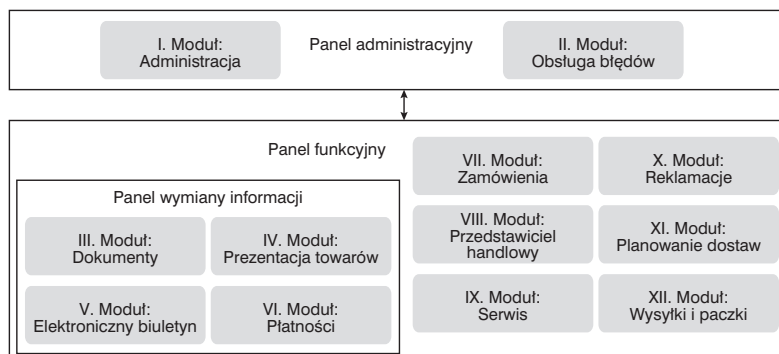 I. Moduł:
Administracja
Panel administracyjny
II. Moduł:
Obsługa błędów
Panel funkcyjny
Panel wymiany informacji
III. Moduł:
Dokumenty
IV. Moduł:
Prezentacja towarów
V. Moduł:
Elektroniczny biuletyn
VI. Moduł:
Płatności
VII. Moduł:
Zamówienia
X. Moduł:
Reklamacje
VIII. Moduł:
Przedstawiciel
handlowy
XI. Moduł:
Planowanie dostaw
IX. Moduł:
Serwis
XII. Moduł:
Wysyłki i paczki